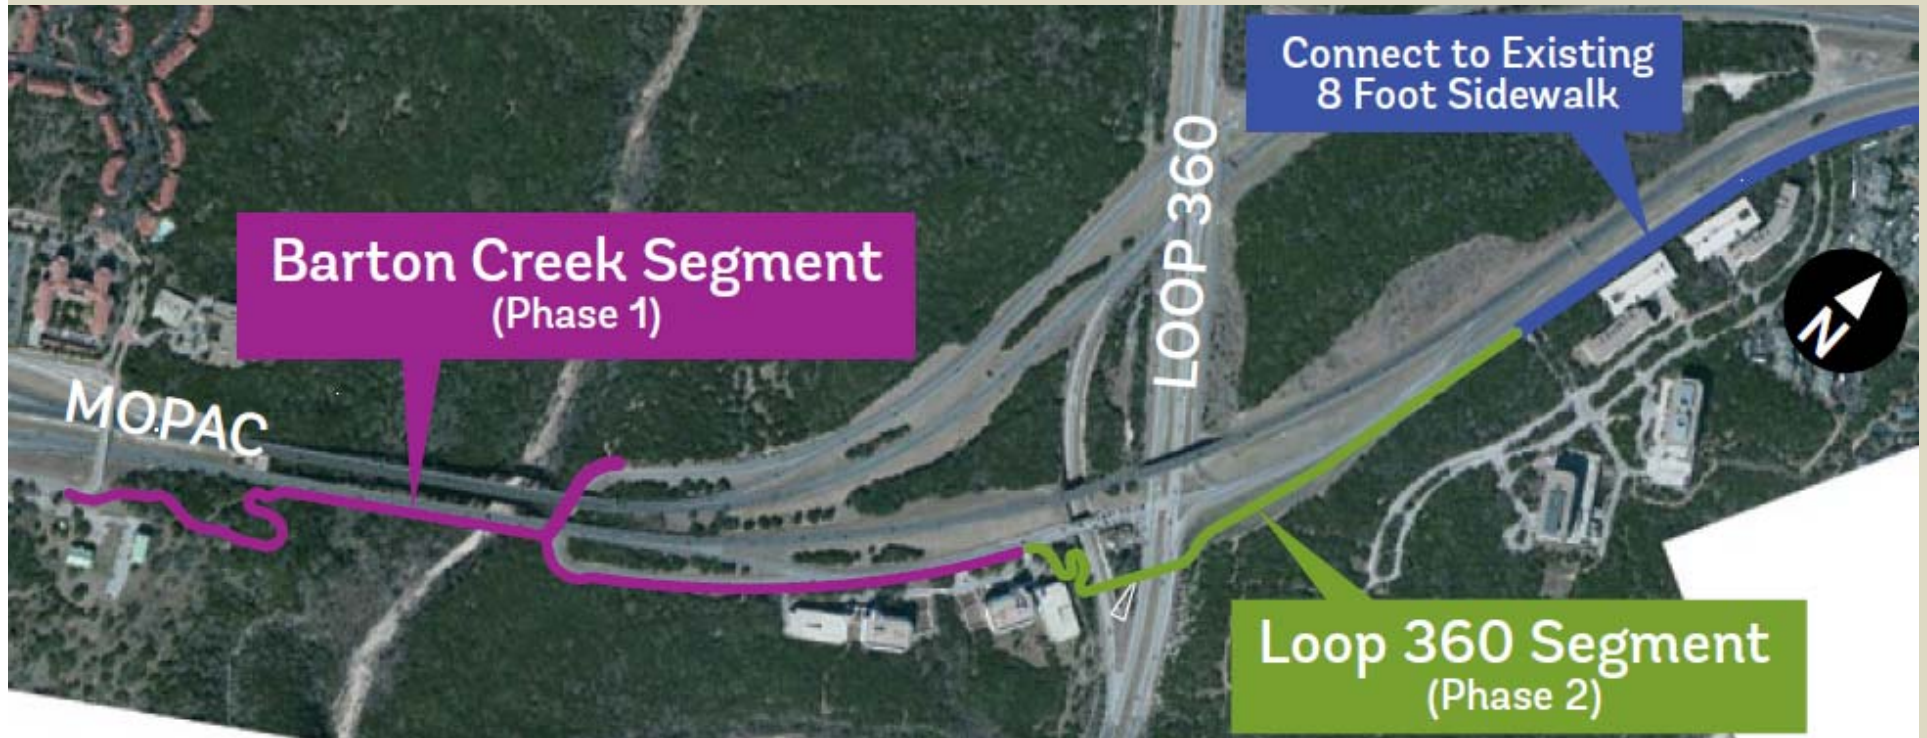 Connect to Existing
8 Foot Sidewalk
LOOP 360
Barton Creek Segment
(Phase 1)
N
MOPAC
Loop 360 Segment
(Phase 2)